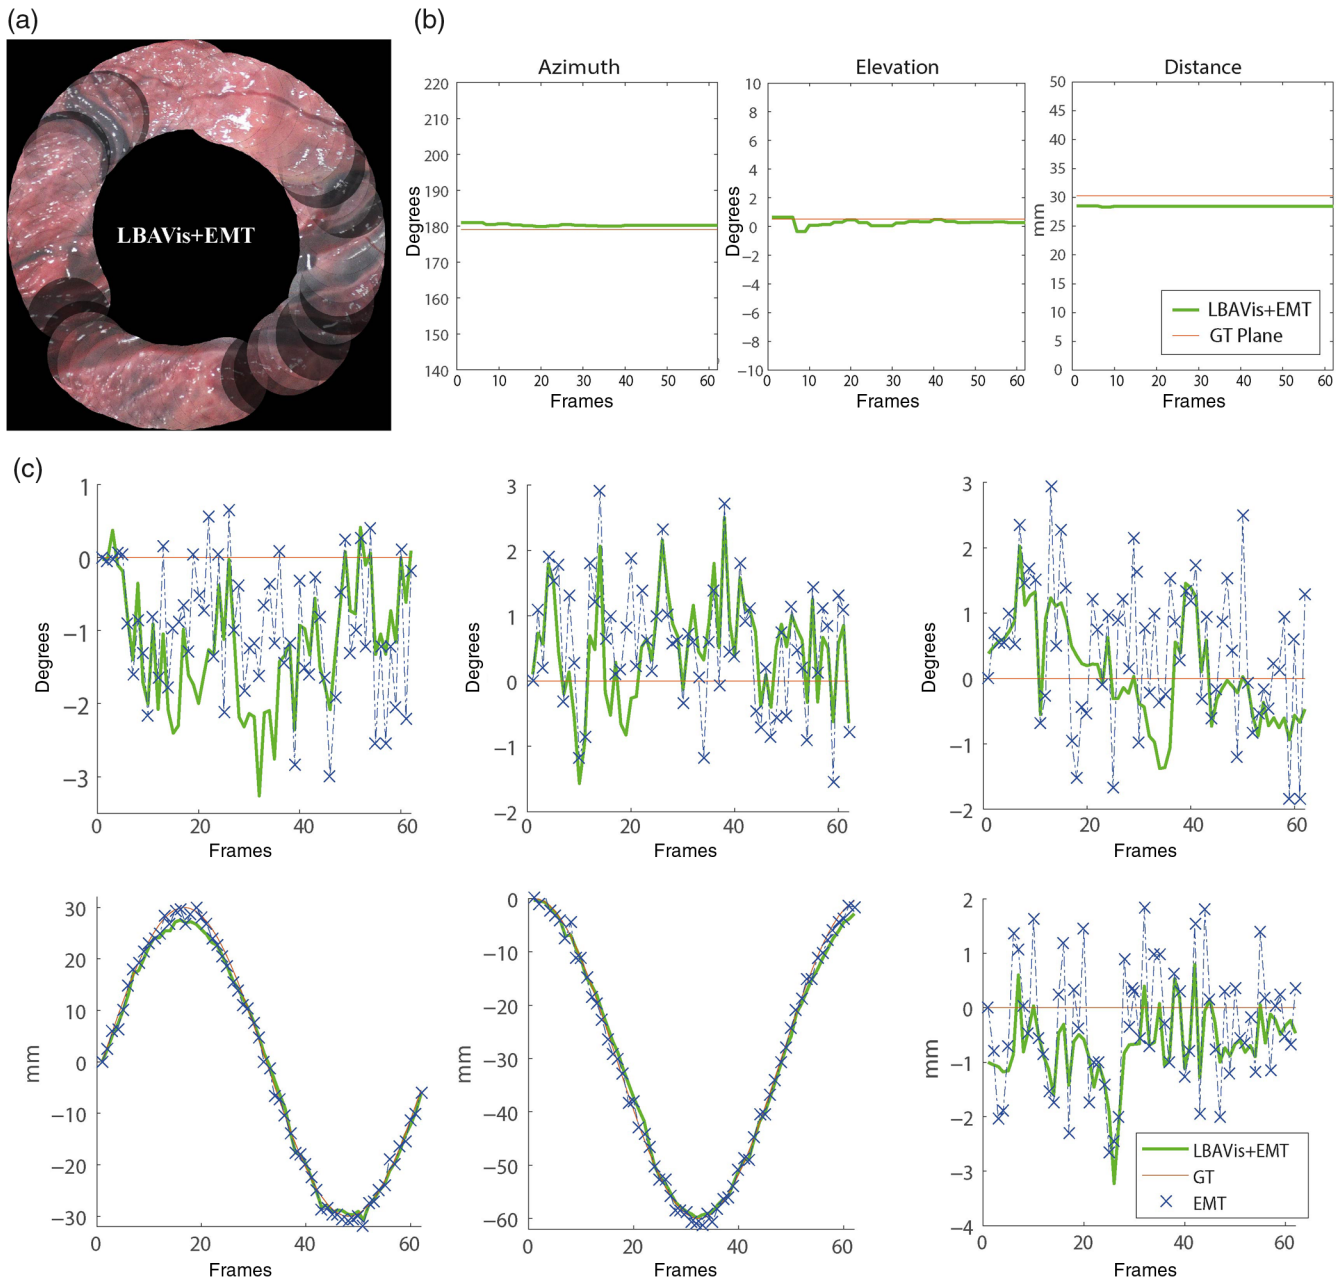 (a)
LBAVis+EMT
(b)
Azimuth
220
210
200
190
180
170
160
150
140
Degrees
0 10 20 30 40 50 60
Frames
Elevation
10
8
6
4
2
0
−2
−4
−6
−8
−10
Degrees
0 10 20 30 40 50 60
Frames
Distance
50
45
40
35
30
25
20
15
10
5
0
mm
LBAVis+EMT
GT Plane
0 10 20 30 40 50 60
Frames
(c)
1
0
−1
−2
−3
Degrees
0 20 40 60
Frames
3
2
1
0
−1
−2
Degrees
0 20 40 60
Frames
3
2
1
0
−1
−2
Degrees
0 20 40 60
Frames
30
20
10
0
−10
−20
−30
mm
0 20 40 60
Frames
0
−10
−20
−30
−40
−50
−60
mm
0 20 40 60
Frames
2
1
0
−1
−2
−3
−4
mm
LBAVis+EMT
GT
EMT
0 20 40 60
Frames